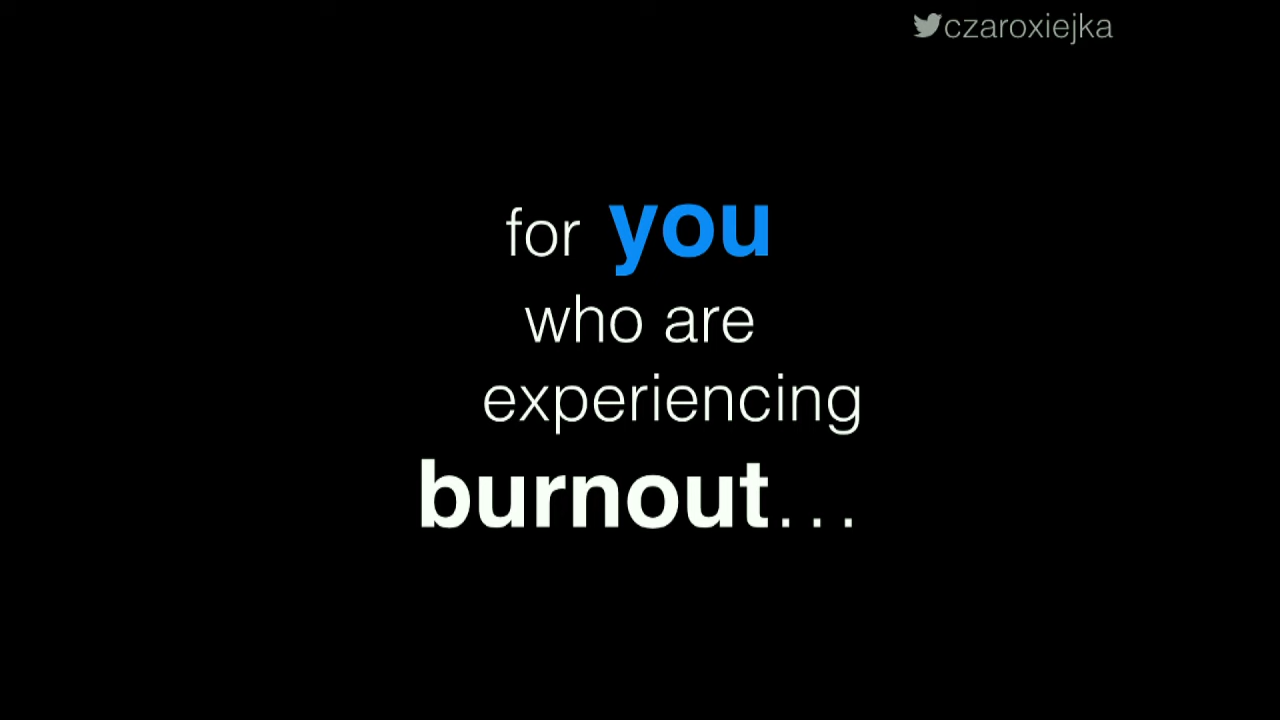 czaroxiejka
for you
who are
experiencing
burnout...